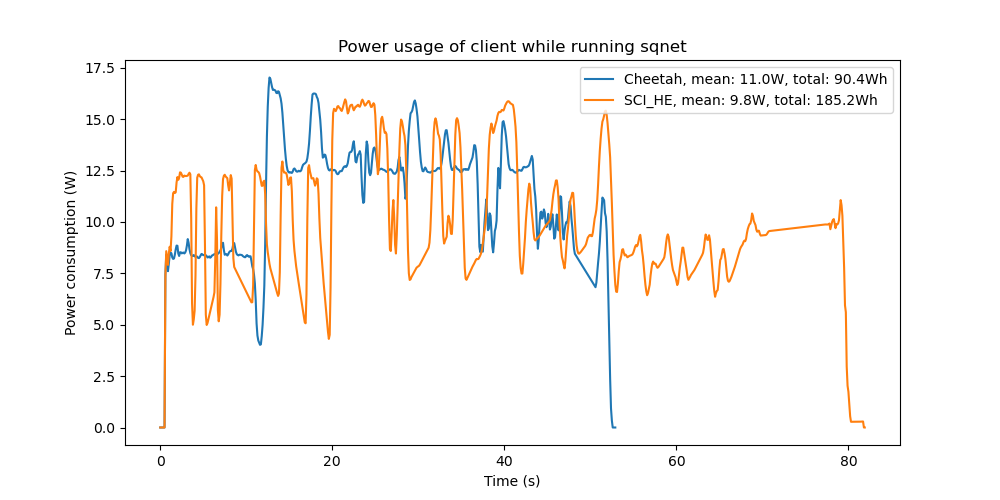 Power usage of client while running sqnet
Cheetah, mean: 11.0W, total: 90.4Wh
SCI_HE, mean: 9.8W, total: 185.2Wh
Power consumption (W)
17.5
15.0
12.5
10.0
7.5
5.0
2.5
0.0
0 20 40 60 80
Time (s)